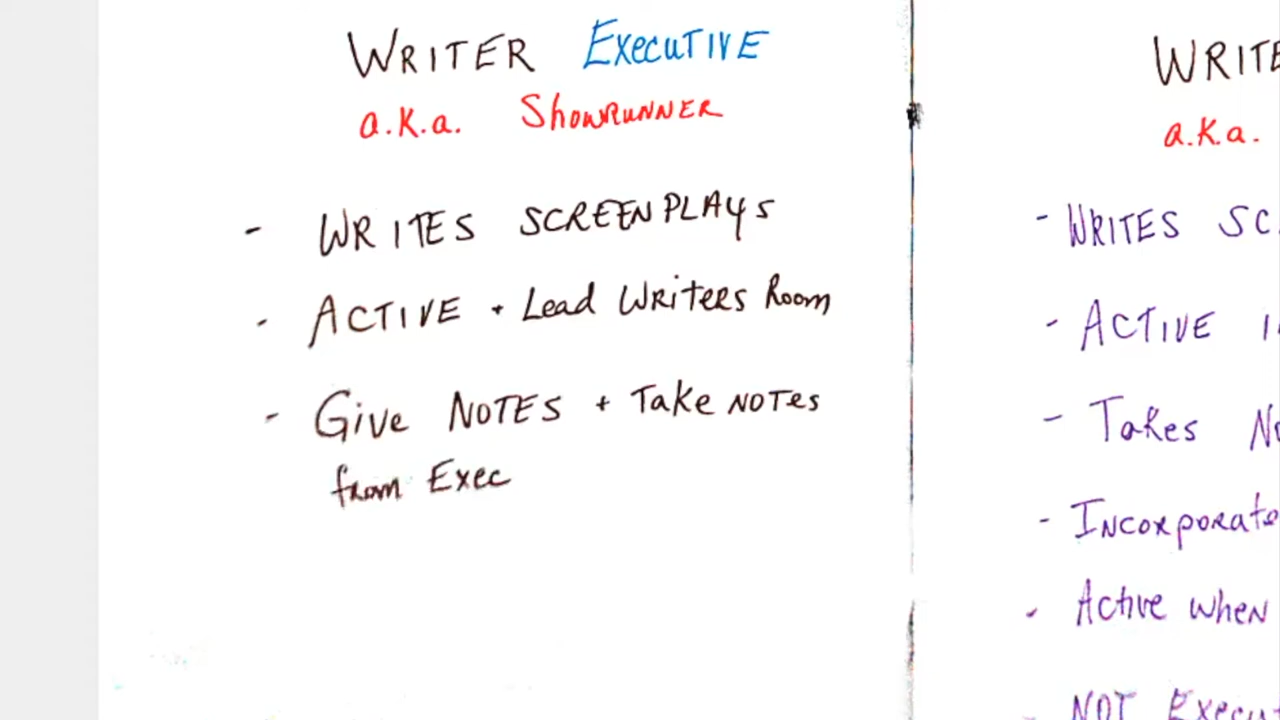 WRITER Executive
a.k.a. Showrunner
- WRITES SCREENPLAYS
- ACTIVE + Lead Writers Room
- Give NOTES + Take NOTES
from Exec
WRITE
a.k.a.
- WRITES SC
- ACTIVE
- Takes
- Incorporate
- Active when
- NOT